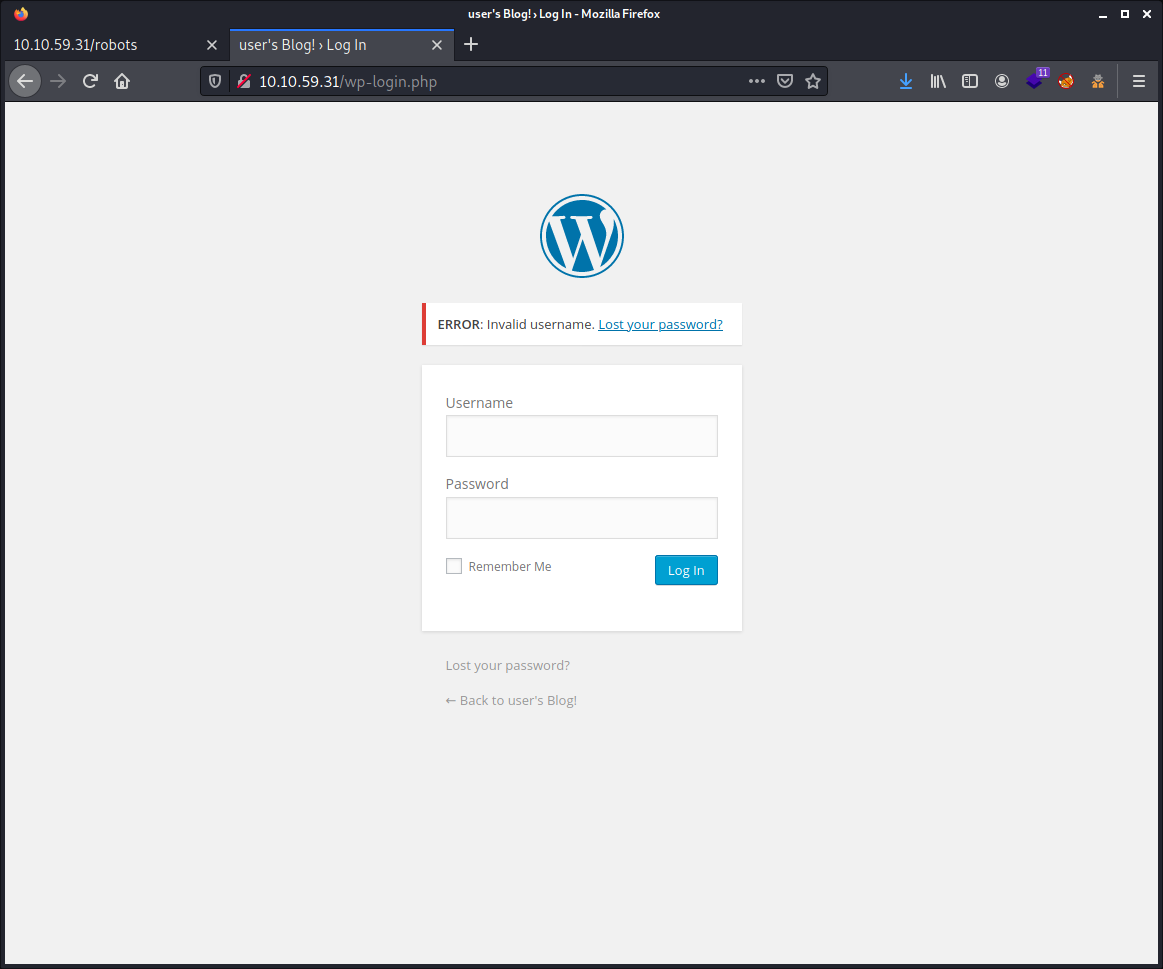 user's Blog! › Log In - Mozilla Firefox
10.10.59.31/robots
user's Blog! › Log In
10.10.59.31/wp-login.php
11
W
ERROR: Invalid username. Lost your password?
Username
Password
Remember Me
Log In
Lost your password?
← Back to user's Blog!